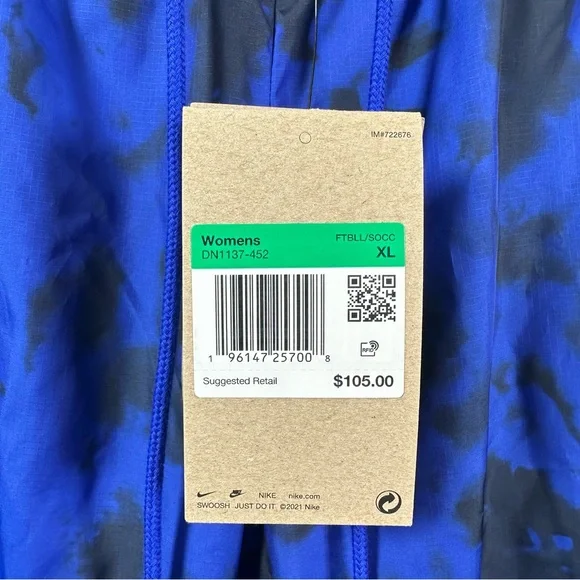 IM#722676
Womens FTBLL/SOCC
DN1137-452 XL
1 96147 25700 8
RFID
Suggested Retail $105.00
NIKE nike.com
SWOOSH JUST DO IT ©2021 Nike